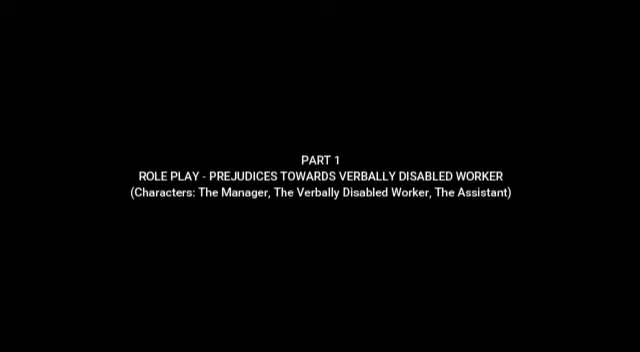 PART 1
ROLE PLAY - PREJUDICES TOWARDS VERBALLY DISABLED WORKER
(Characters: The Manager, The Verbally Disabled Worker, The Assistant)